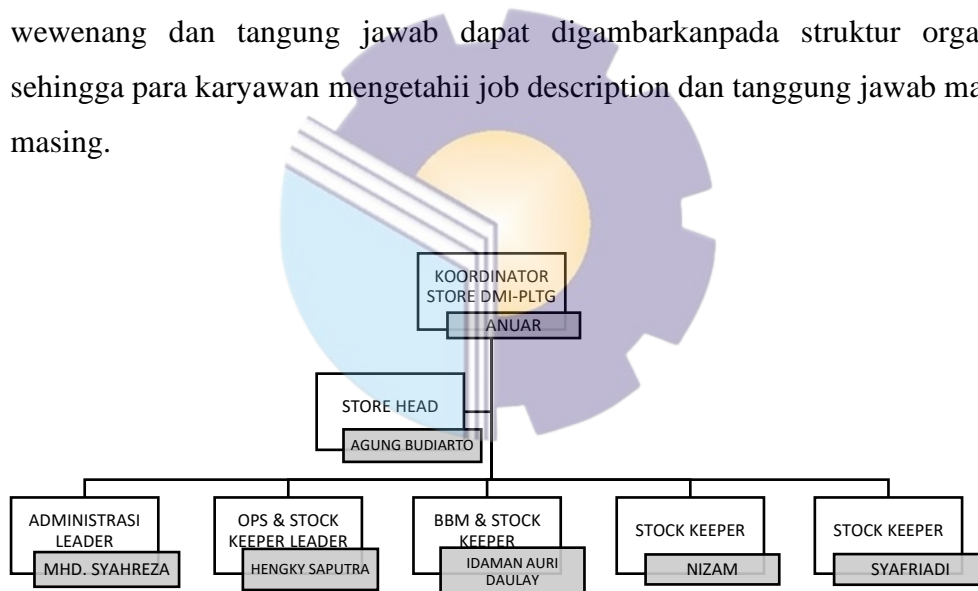 wewenang dan tangung jawab dapat digambarkanpada struktur orga
sehingga para karyawan mengetahii job description dan tanggung jawab ma
masing.
KOORDINATOR
STORE DMI-PLTG
ANUAR
STORE HEAD
AGUNG BUDIARTO
ADMINISTRASI
LEADER
MHD. SYAHREZA
OPS & STOCK
KEEPER LEADER
HENGKY SAPUTRA
BBM & STOCK
KEEPER
IDAMAN AURI
DAULAY
STOCK KEEPER
NIZAM
STOCK KEEPER
SYAFRIADI